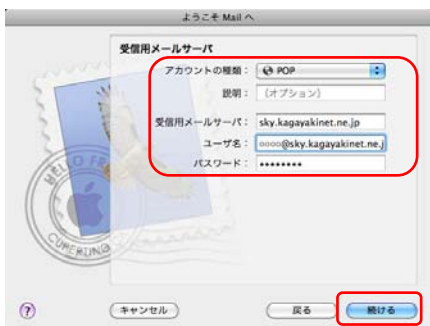 ようこそ Mail へ
受信用メールサーバ
アカウントの種類： POP
説明： （オプション）
受信用メールサーバ： sky.kagayakinet.ne.jp
ユーザ名： oooo@sky.kagayakinet.ne.j
パスワード： ••••••••
HELLO FR
CUPERTINO
? キャンセル 戻る 続ける